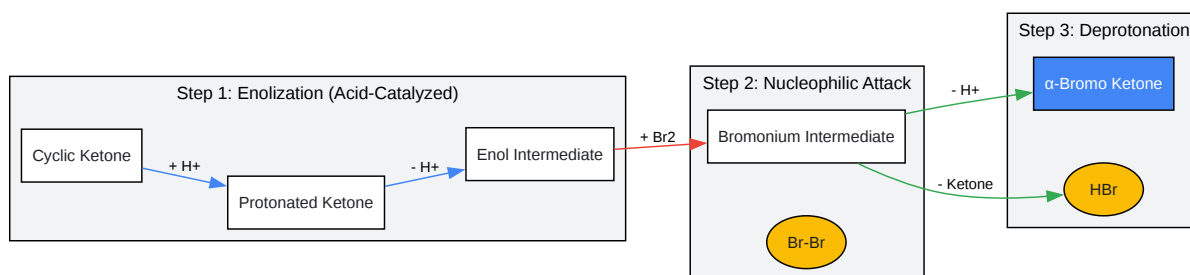 Step 1: Enolization (Acid-Catalyzed)
Cyclic Ketone
+ H+
Protonated Ketone
- H+
Enol Intermediate
+ Br2
Step 2: Nucleophilic Attack
Bromonium Intermediate
Br-Br
- H+
- Ketone
Step 3: Deprotonation
α-Bromo Ketone
HBr